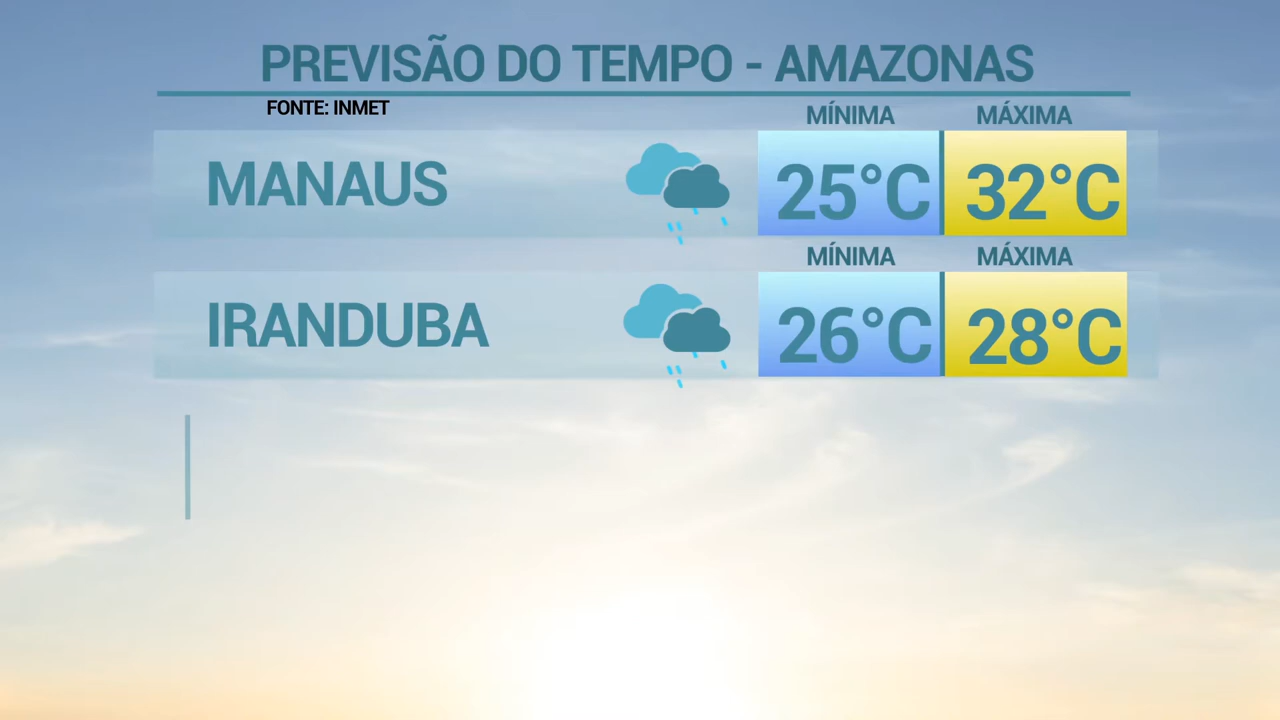 PREVISÃO DO TEMPO - AMAZONAS
FONTE: INMET
MÍNIMA MÁXIMA
MANAUS 25°C 32°C
MÍNIMA MÁXIMA
IRANDUBA 26°C 28°C